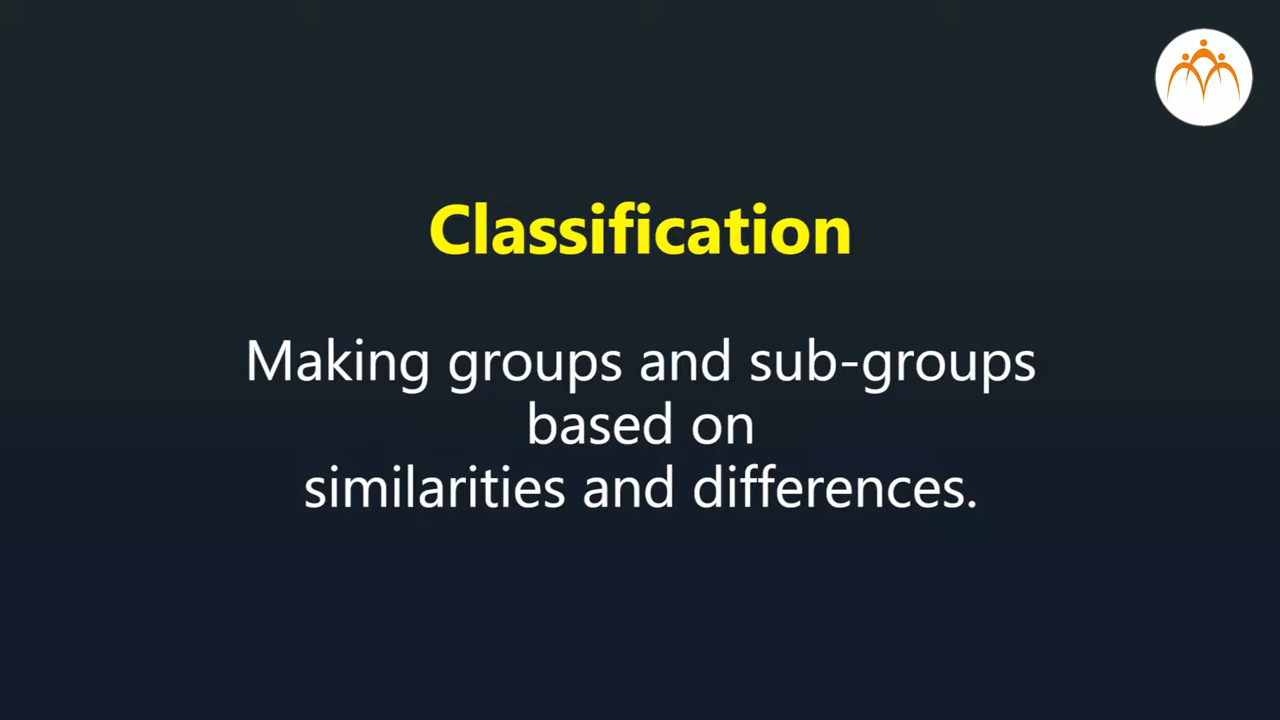 Classification
Making groups and sub-groups
based on
similarities and differences.